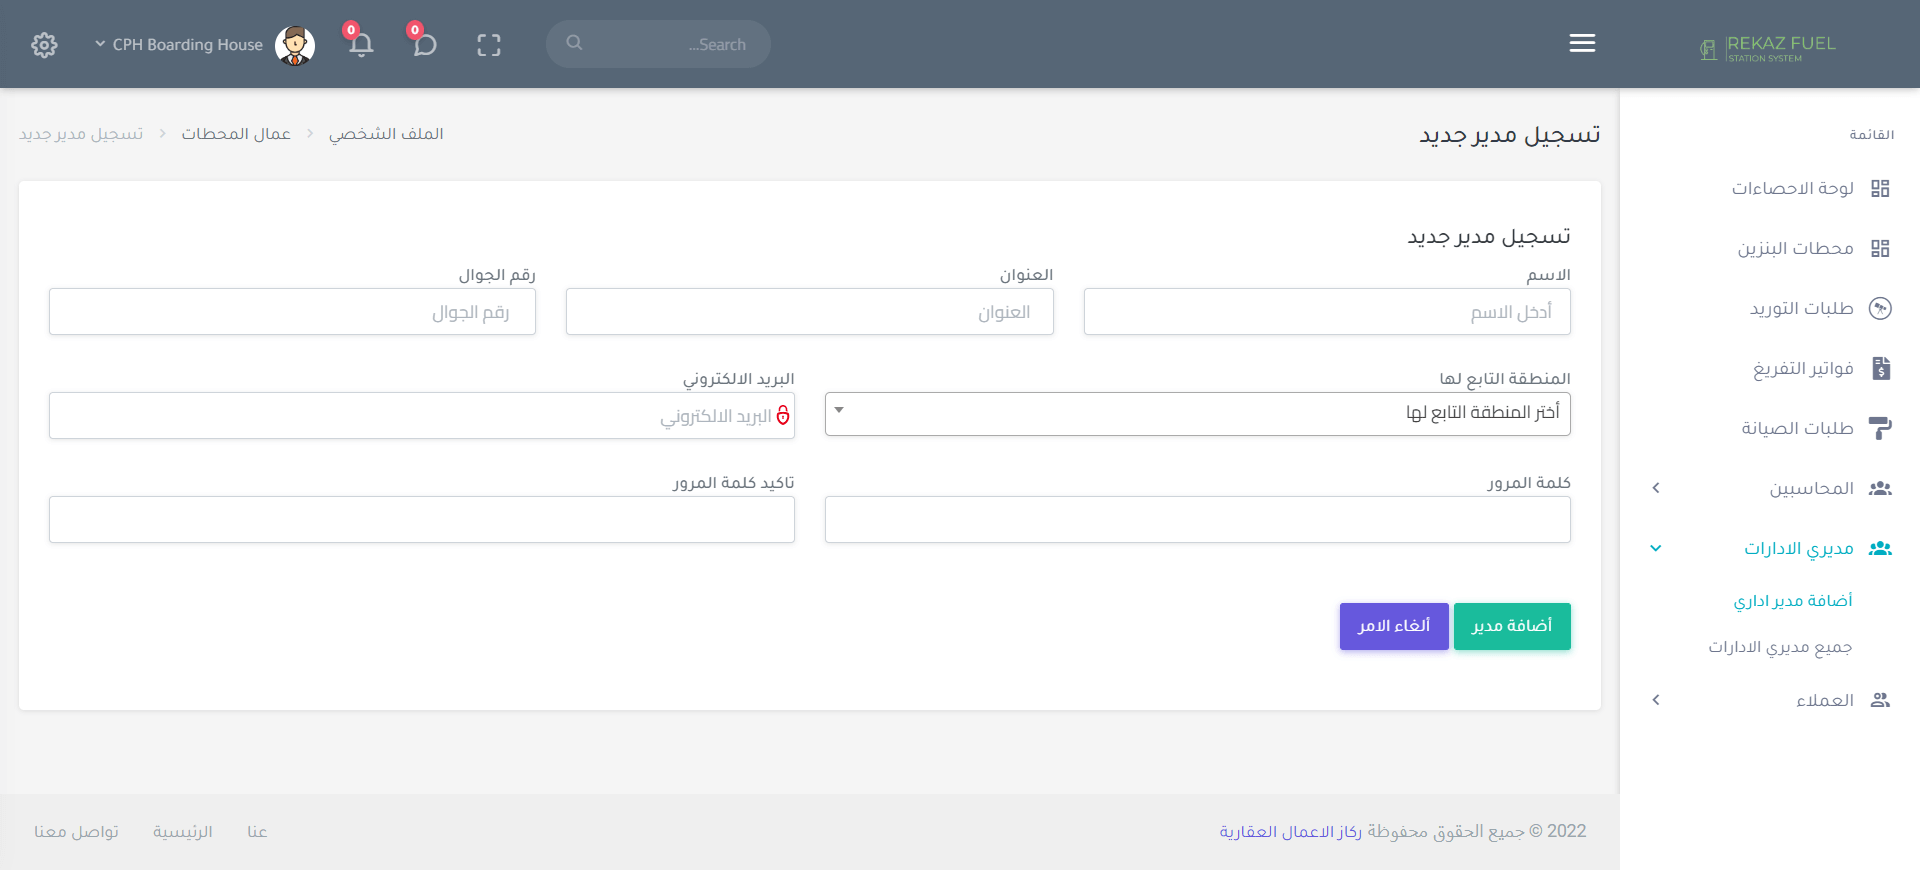 REKAZ FUEL
STATION SYSTEM
Search...
0
0
CPH Boarding House
القائمة
لوحة الاحصاءات
محطات البنزين
طلبات التوريد
فواتير التفريغ
طلبات الصيانة
المحاسبين
مديري الادارات
أضافة مدير اداري
جميع مديري الادارات
العملاء
تسجيل مدير جديد
الملف الشخصي
عمال المحطات
تسجيل مدير جديد
تسجيل مدير جديد
الاسم
العنوان
رقم الجوال
أدخل الاسم
العنوان
رقم الجوال
المنطقة التابع لها
البريد الالكتروني
أختر المنطقة التابع لها
البريد الالكتروني
كلمة المرور
تاكيد كلمة المرور
أضافة مدير
ألغاء الامر
2022 © جميع الحقوق محفوظة ركاز الاعمال العقارية
عنا
الرئيسية
تواصل معنا